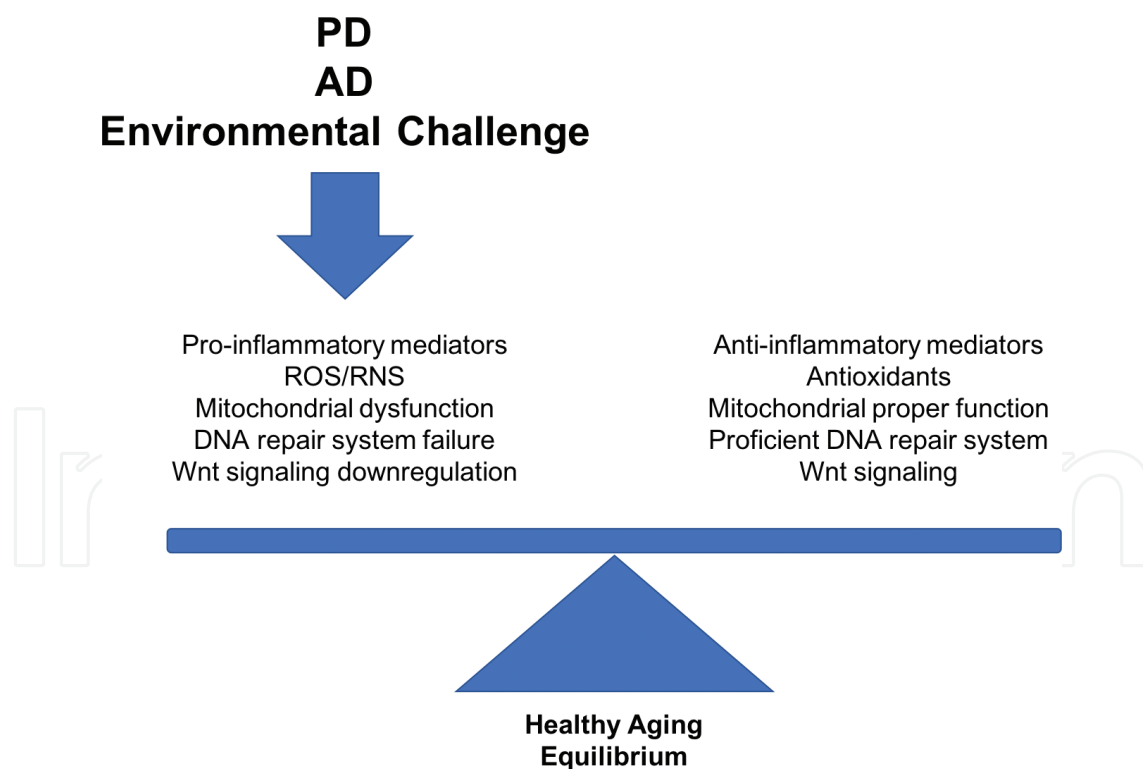 PD
AD
Environmental Challenge
Pro-inflammatory mediators
ROS/RNS
Mitochondrial dysfunction
DNA repair system failure
Wnt signaling downregulation
Anti-inflammatory mediators
Antioxidants
Mitochondrial proper function
Proficient DNA repair system
Wnt signaling
Healthy Aging
Equilibrium